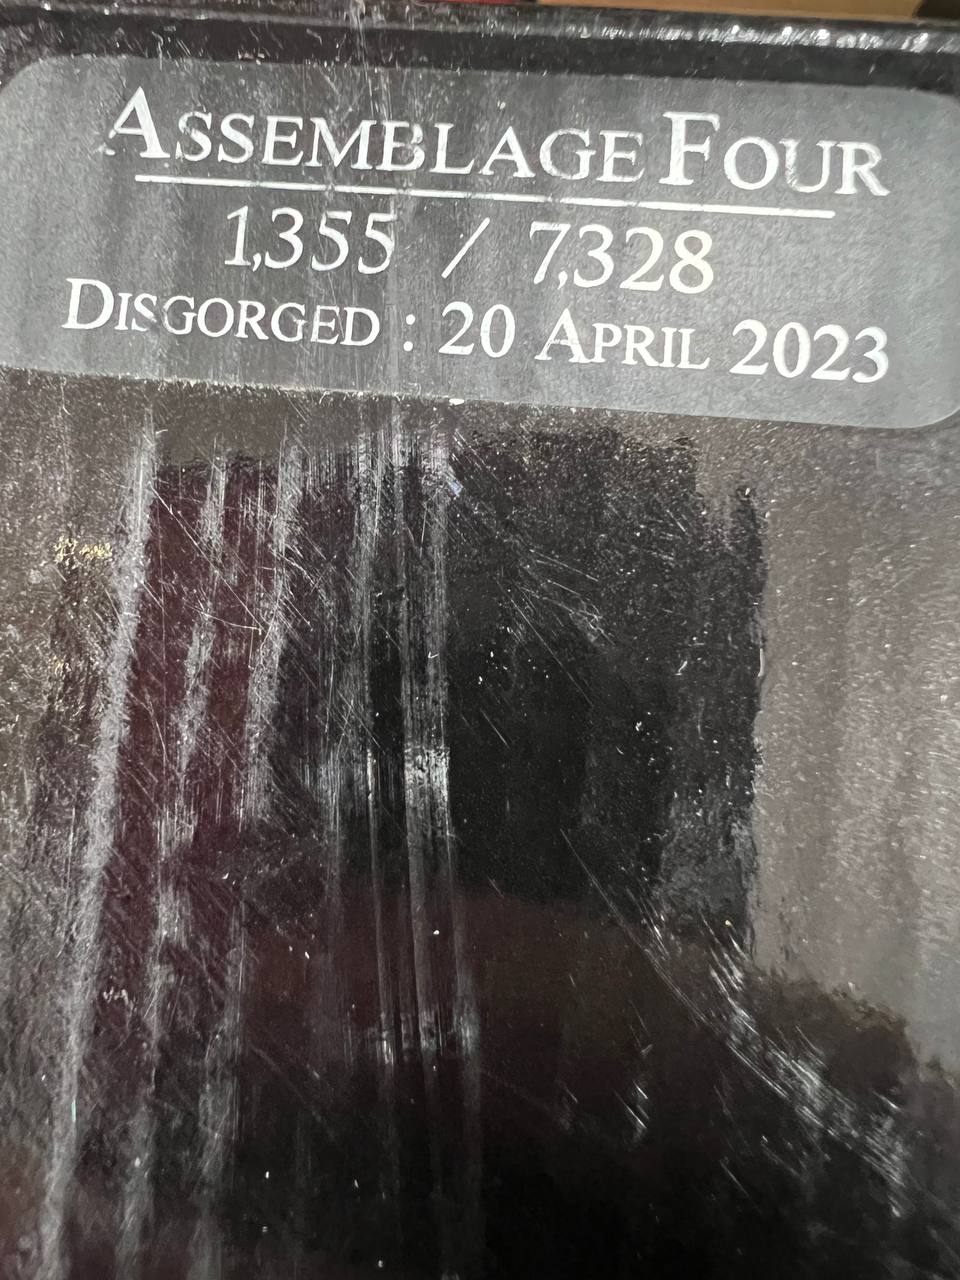 ASSEMBLAGE FOUR
1,355 / 7,328
DISGORGED : 20 APRIL 2023